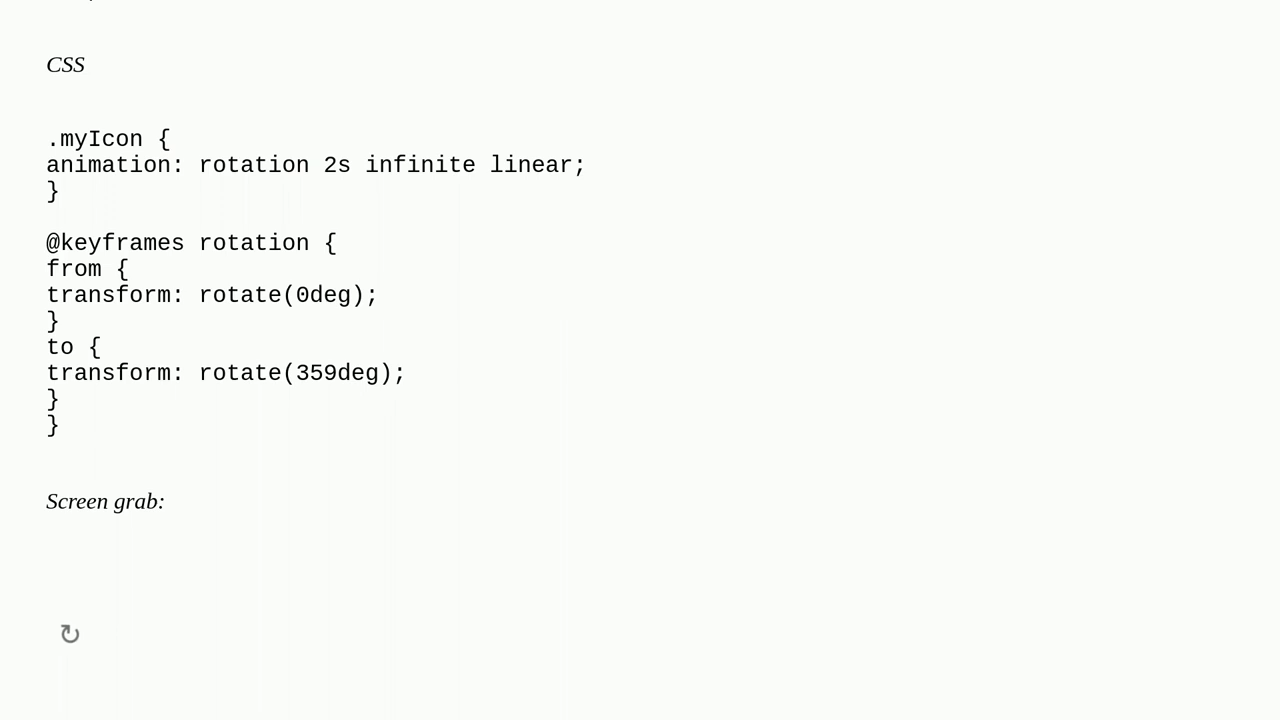 CSS
.myIcon {
animation: rotation 2s infinite linear;
}
@keyframes rotation {
from {
transform: rotate(0deg);
}
to {
transform: rotate(359deg);
}
}
Screen grab:
↻